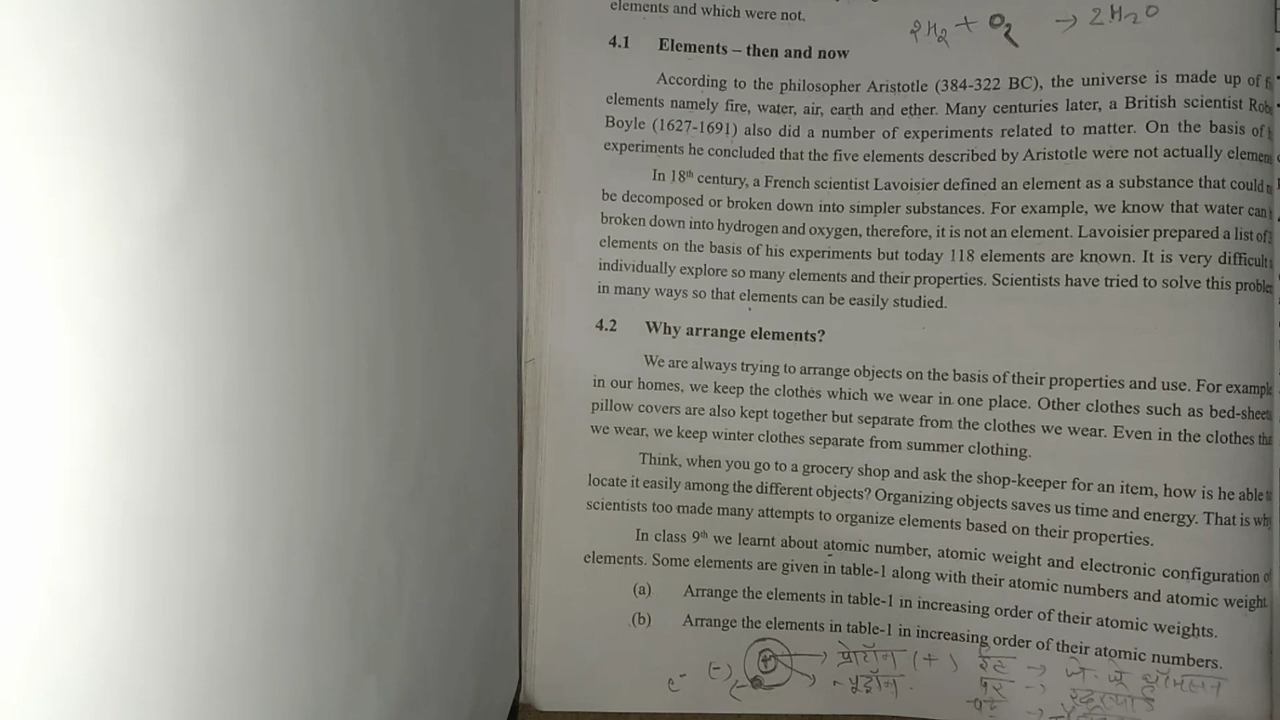 elements and which were not.
2H2 + O2 → 2H2O
4.1 Elements – then and now
According to the philosopher Aristotle (384-322 BC), the universe is made up of
elements namely fire, water, air, earth and ether. Many centuries later, a British scientist
Boyle (1627-1691) also did a number of experiments related to matter. On the basis of
experiments he concluded that the five elements described by Aristotle were not actually
In 18th century, a French scientist Lavoisier defined an element as a substance that could
be decomposed or broken down into simpler substances. For example, we know that water can
broken down into hydrogen and oxygen, therefore, it is not an element. Lavoisier prepared a list of
elements on the basis of his experiments but today 118 elements are known. It is very difficult
individually explore so many elements and their properties. Scientists have tried to solve this
in many ways so that elements can be easily studied.
4.2 Why arrange elements?
We are always trying to arrange objects on the basis of their properties and use. For example
in our homes, we keep the clothes which we wear in one place. Other clothes such as
pillow covers are also kept together but separate from the clothes we wear. Even in the clothes
we wear, we keep winter clothes separate from summer clothing.
Think, when you go to a grocery shop and ask the shop-keeper for an item, how is he able
locate it easily among the different objects? Organizing objects saves us time and energy. That is why
scientists too made many attempts to organize elements based on their properties.
In class 9th we learnt about atomic number, atomic weight and electronic configuration of
elements. Some elements are given in table-1 along with their atomic numbers and atomic weight.
(a) Arrange the elements in table-1 in increasing order of their atomic weights.
(b) Arrange the elements in table-1 in increasing order of their atomic numbers.
e⁻ (-) + → प्रोटॉन (+)
(-)